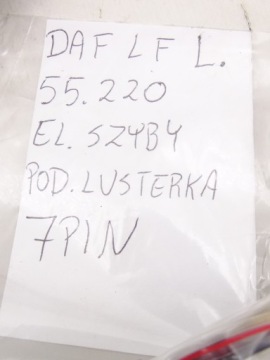 DAF LF L.
55.220
EL. SZYBY
POD. LUSTERKA
7PIN